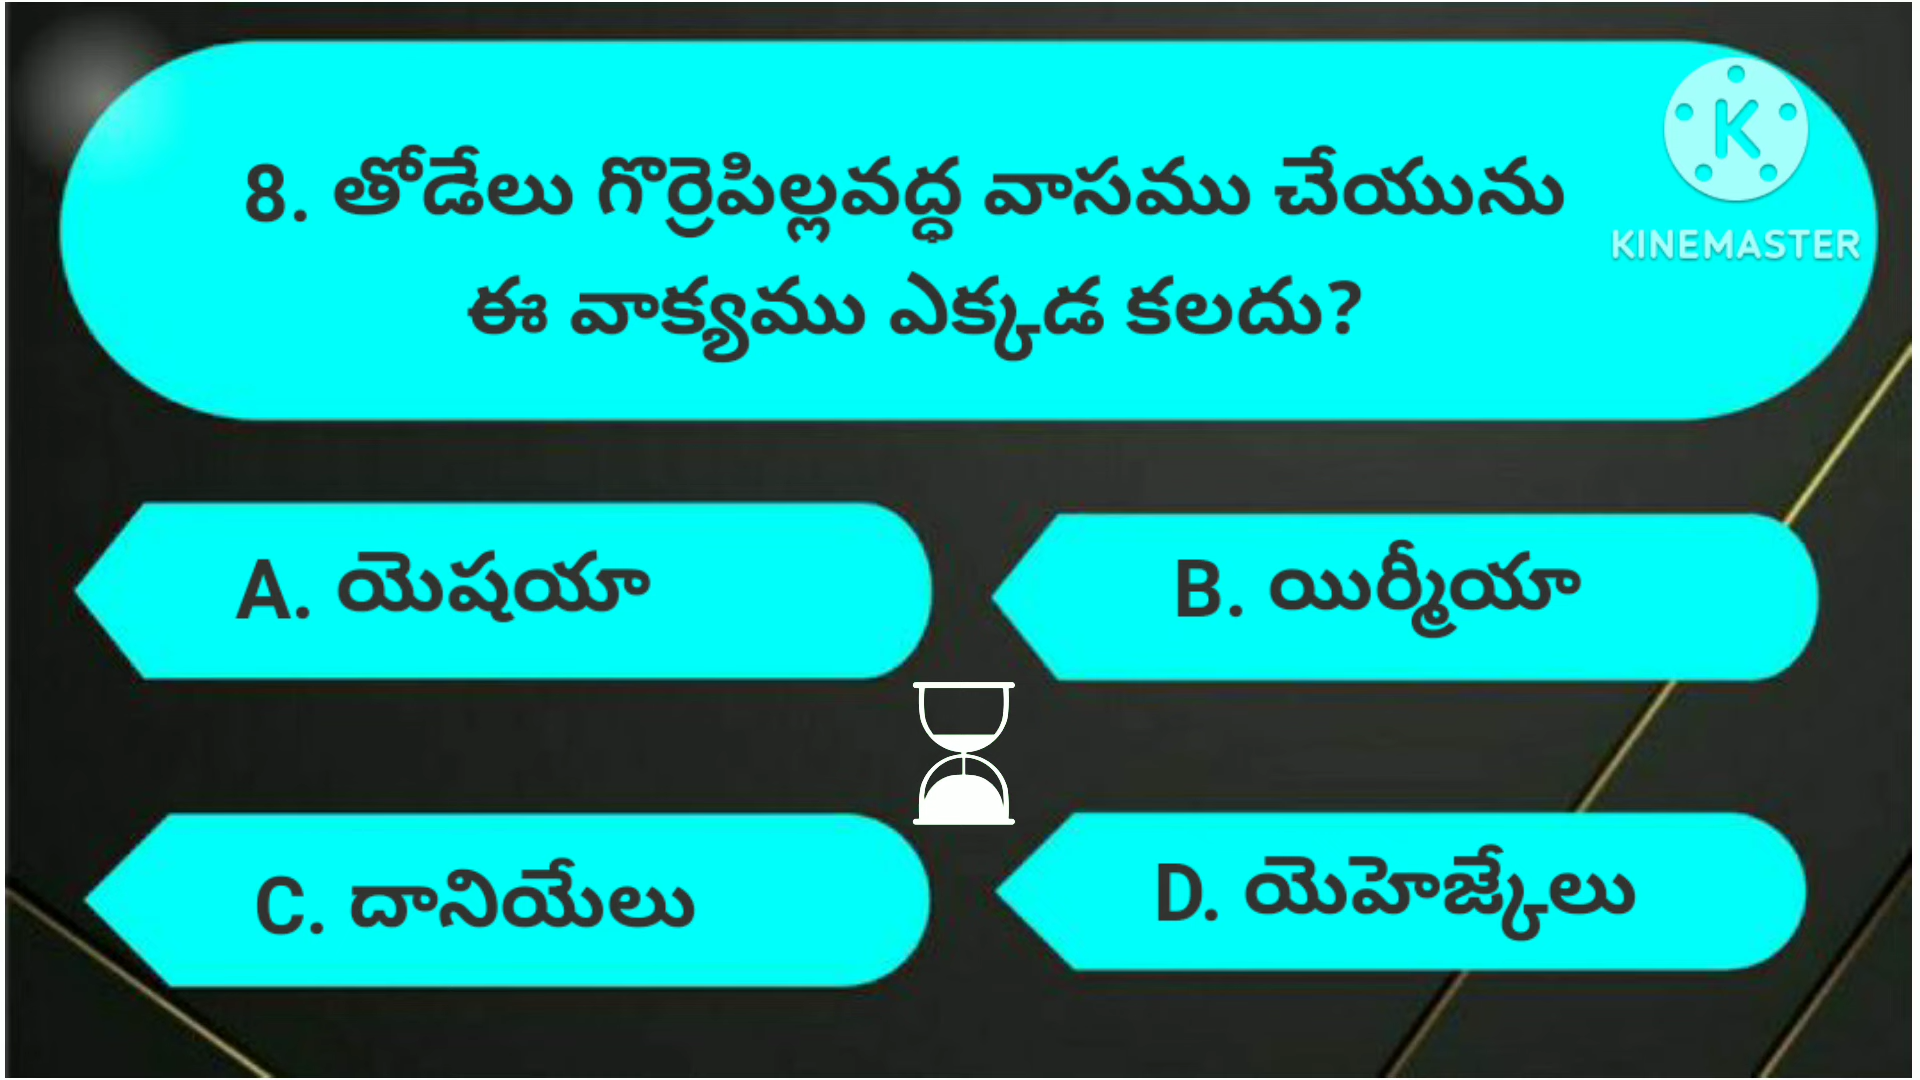 8. తోడేలు గొర్రెపిల్లవద్ద వాసము చేయును
ఈ వాక్యము ఎక్కడ కలదు?
K
KINEMASTER
A. యెషయా
B. యిర్మీయా
C. దానియేలు
D. యెహెజ్కేలు